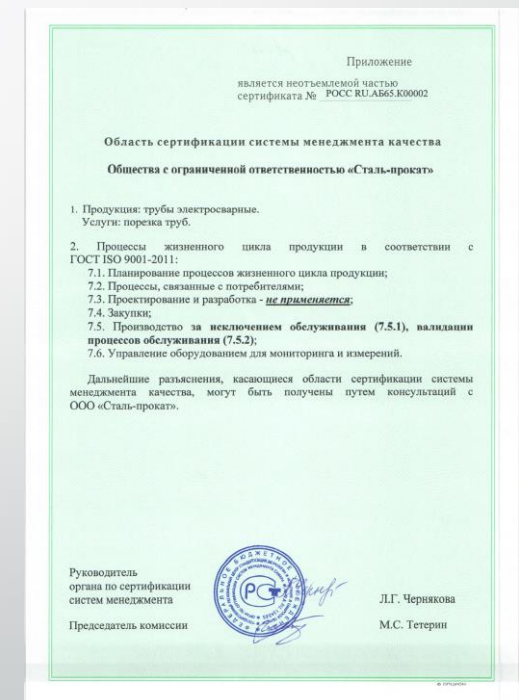 Приложение
является неотъемлемой частью
сертификата № РОСС RU.АБ65.К00002
Область сертификации системы менеджмента качества
Общества с ограниченной ответственностью «Сталь-прокат»
1. Продукция: трубы электросварные.
Услуги: порезка труб.
2. Процессы жизненного цикла продукции в соответствии с
ГОСТ ISO 9001-2011:
7.1. Планирование процессов жизненного цикла продукции;
7.2. Процессы, связанные с потребителями;
7.3. Проектирование и разработка - не применяется;
7.4. Закупки;
7.5. Производство за исключением обслуживания (7.5.1), валидации
процессов обслуживания (7.5.2);
7.6. Управление оборудованием для мониторинга и измерений.
Дальнейшие разъяснения, касающиеся области сертификации системы
менеджмента качества, могут быть получены путем консультаций с
ООО «Сталь-прокат».
Руководитель
органа по сертификации
систем менеджмента
Л.Г. Чернякова
Председатель комиссии
М.С. Тетерин
ФЕДЕРАЛЬНОЕ БЮДЖЕТНОЕ УЧРЕЖДЕНИЕ